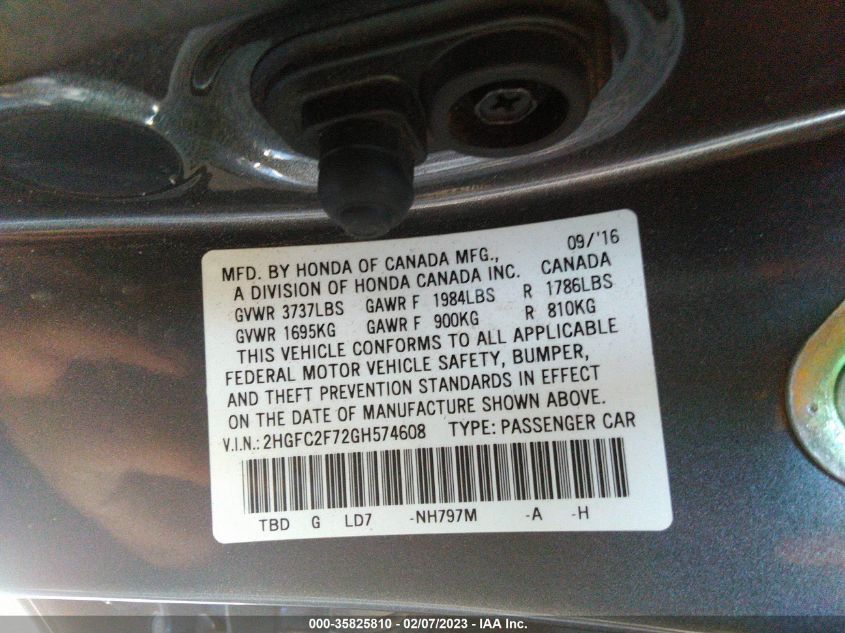 09/'16
MFD. BY HONDA OF CANADA MFG.,
A DIVISION OF HONDA CANADA INC. CANADA
GVWR 3737LBS GAWR F 1984LBS R 1786LBS
GVWR 1695KG GAWR F 900KG R 810KG
THIS VEHICLE CONFORMS TO ALL APPLICABLE
FEDERAL MOTOR VEHICLE SAFETY, BUMPER,
AND THEFT PREVENTION STANDARDS IN EFFECT
ON THE DATE OF MANUFACTURE SHOWN ABOVE.
V.I.N.: 2HGFC2F72GH574608 TYPE: PASSENGER CAR
TBD G LD7 -NH797M -A -H
000-35825810 - 02/07/2023 - IAA Inc.